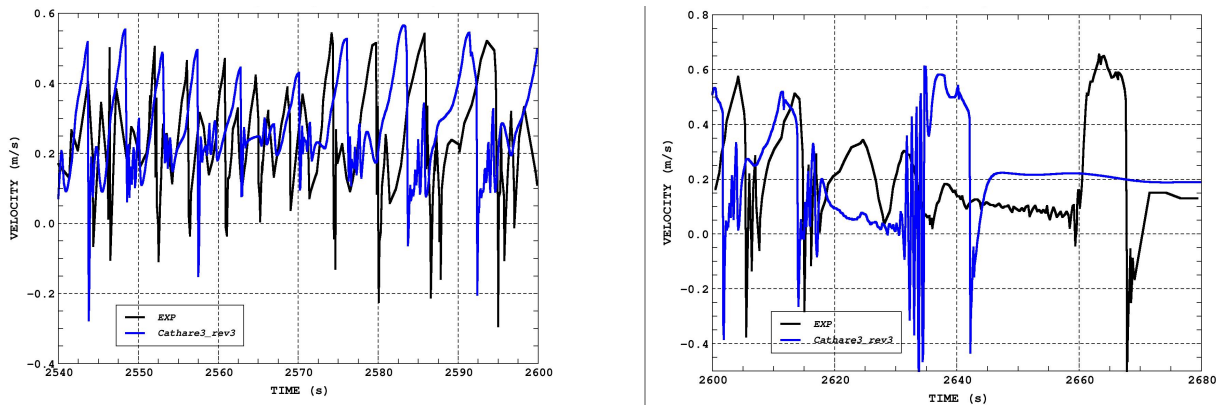 0.6
0.4
0.2
0.0
-0.2
-0.4
VELOCITY (m/s)
EXP
Cathare3_rev3
2540 2550 2560 2570 2580 2590 2600
TIME (s)
0.8
0.6
0.4
0.2
0.0
-0.2
-0.4
VELOCITY (m/s)
EXP
Cathare3_rev3
2600 2620 2640 2660 2680
TIME (s)